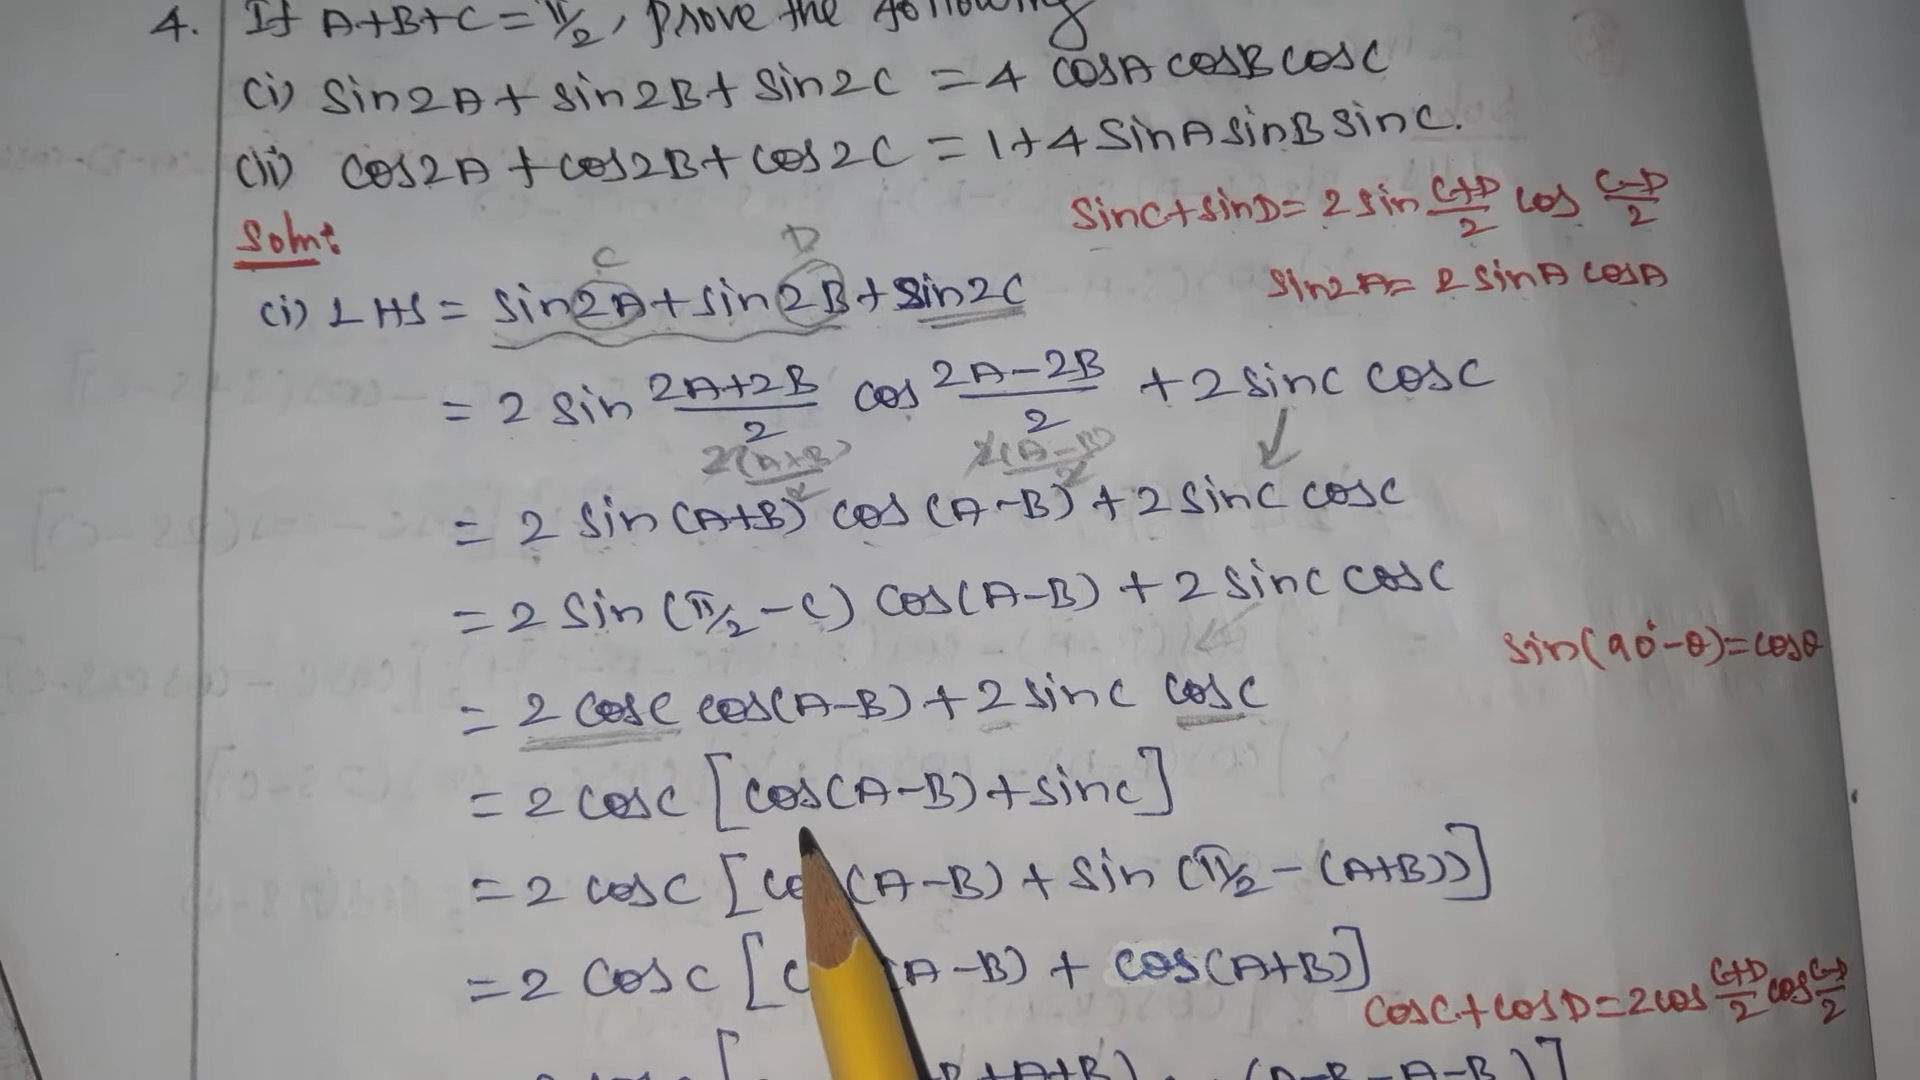 4. If A+B+C = π/2, prove the following
(i) Sin2A + sin2B + sin2C = 4 cosA cosB cosC
(ii) cos2A + cos2B + cos2C = 1+4 SinA sinB sinC.
SinC+sinD= 2 sin C+D/2 cos C-D/2
Soln:
C D
sin2A= 2 sinA cosA
(i) LHS = sin2A + sin2B + sin2C
= 2 sin 2A+2B/2 cos 2A-2B/2 + 2 sinC cosC
2(A+B) 2(A-B)/2
= 2 sin (A+B) cos (A-B) + 2 sinC cosC
= 2 sin (π/2 - C) cos(A-B) + 2 sinC cosC
sin(90°-θ)=cosθ
= 2 cosC cos(A-B) + 2 sinC cosC
= 2 cosC [cos(A-B) + sinC]
= 2 cosC [co (A-B) + sin (π/2 - (A+B))]
= 2 cosC [c A-B) + cos(A+B)]
cosC+cosD=2cos C+D/2 cos C-D/2
+A+B) (A-B-A-B)]